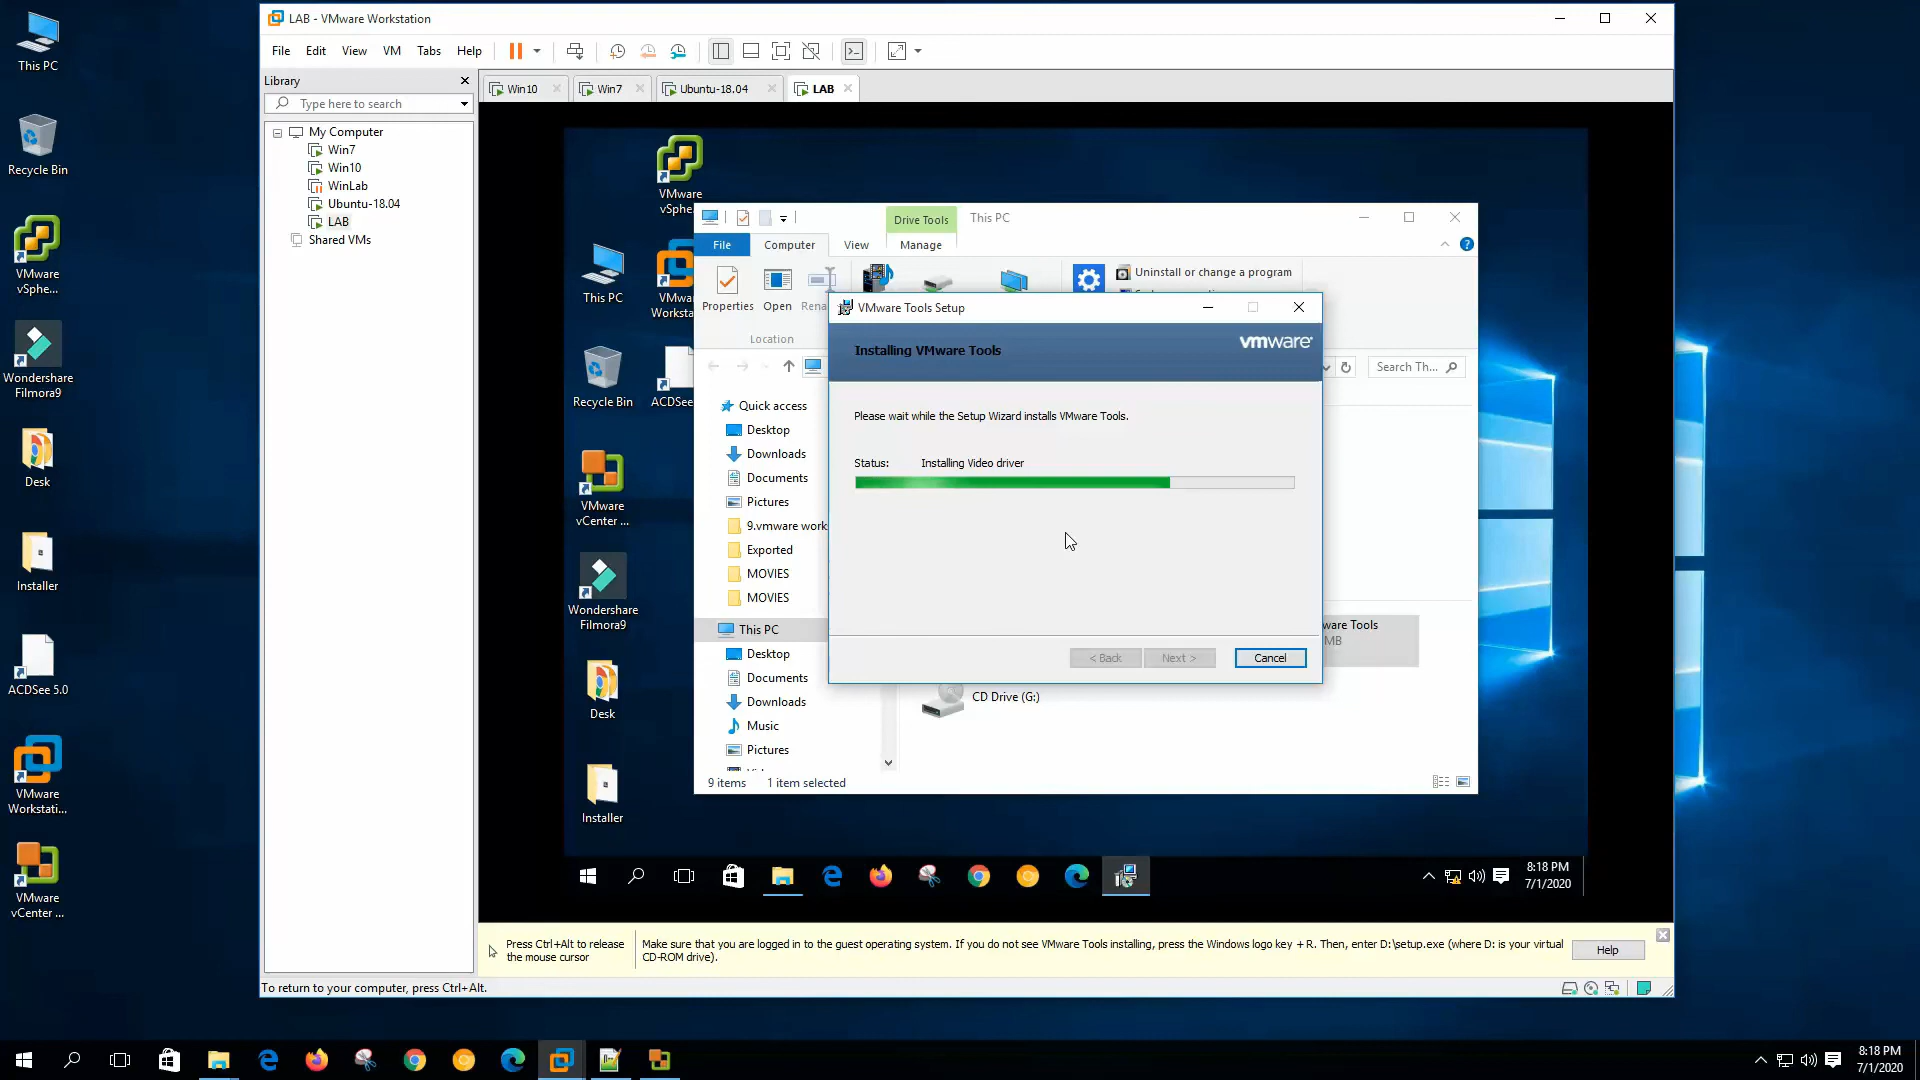 This PC
Recycle Bin
VMware
vSphe...
Wondershare
Filmora9
Desk
Installer
ACDSee 5.0
VMware
Workstati...
VMware
vCenter ...
LAB - VMware Workstation
File Edit View VM Tabs Help
Library
Type here to search
My Computer
Win7
Win10
WinLab
Ubuntu-18.04
LAB
Shared VMs
Win10
Win7
Ubuntu-18.04
LAB
VMware
vSphe
This PC
VMwa
Worksta
Recycle Bin
ACDSee
VMware
vCenter ...
Wondershare
Filmora9
Desk
Installer
Drive Tools
This PC
File
Computer
View
Manage
Properties
Open
Rena
Location
Uninstall or change a program
Search Th...
Quick access
Desktop
Downloads
Documents
Pictures
9.vmware work
Exported
MOVIES
MOVIES
This PC
Desktop
Documents
Downloads
Music
Pictures
ware Tools
MB
CD Drive (G:)
9 items
1 item selected
VMware Tools Setup
Installing VMware Tools
vmware®
Please wait while the Setup Wizard installs VMware Tools.
Status: Installing Video driver
< Back
Next >
Cancel
8:18 PM
7/1/2020
Press Ctrl+Alt to release
the mouse cursor
Make sure that you are logged in to the guest operating system. If you do not see VMware Tools installing, press the Windows logo key + R. Then, enter D:\setup.exe (where D: is your virtual
CD-ROM drive).
Help
To return to your computer, press Ctrl+Alt.
8:18 PM
7/1/2020